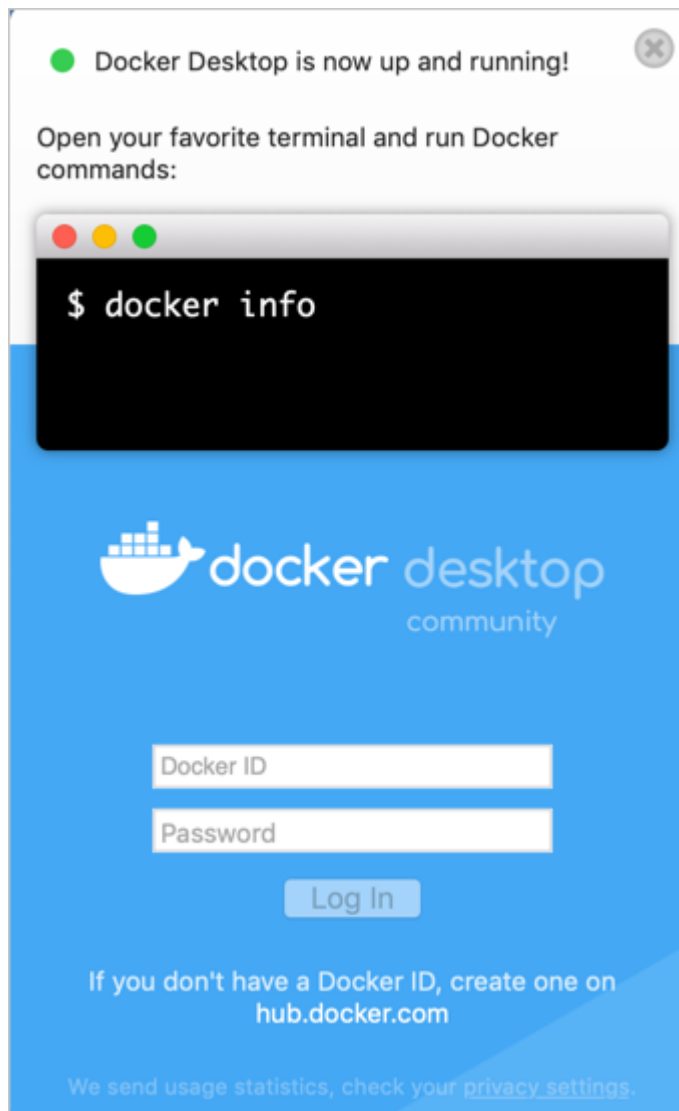 Docker Desktop is now up and running!
Open your favorite terminal and run Docker
commands:
$ docker info
docker desktop
community
Docker ID
Password
Log In
If you don't have a Docker ID, create one on
hub.docker.com
We send usage statistics, check your privacy settings.